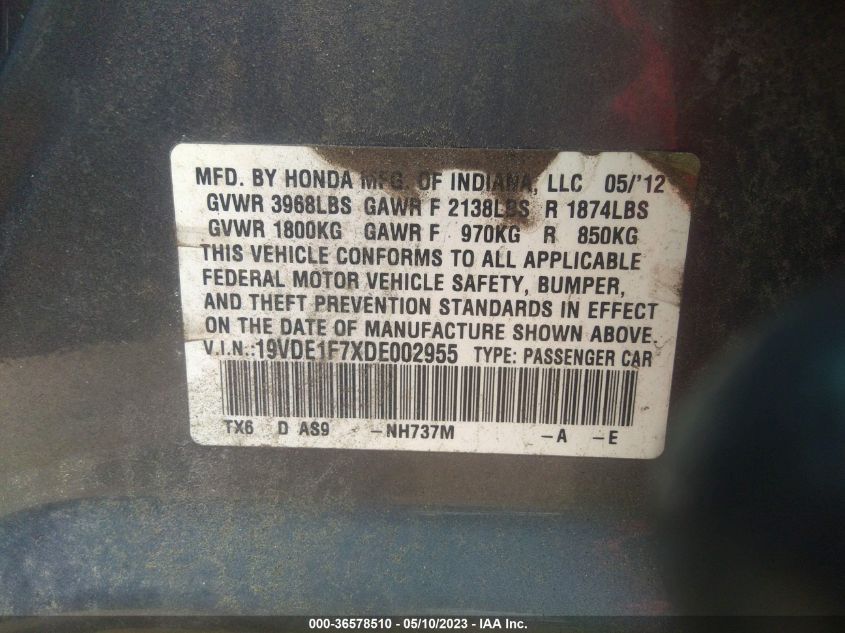 MFD. BY HONDA MFG. OF INDIANA, LLC 05/'12
GVWR 3968LBS GAWR F 2138LBS R 1874LBS
GVWR 1800KG GAWR F 970KG R 850KG
THIS VEHICLE CONFORMS TO ALL APPLICABLE
FEDERAL MOTOR VEHICLE SAFETY, BUMPER,
AND THEFT PREVENTION STANDARDS IN EFFECT
ON THE DATE OF MANUFACTURE SHOWN ABOVE.
V.I.N.:19VDE1F7XDE002955 TYPE: PASSENGER CAR
TX6 D AS9 -NH737M -A -E
000-36578510 - 05/10/2023 - IAA Inc.